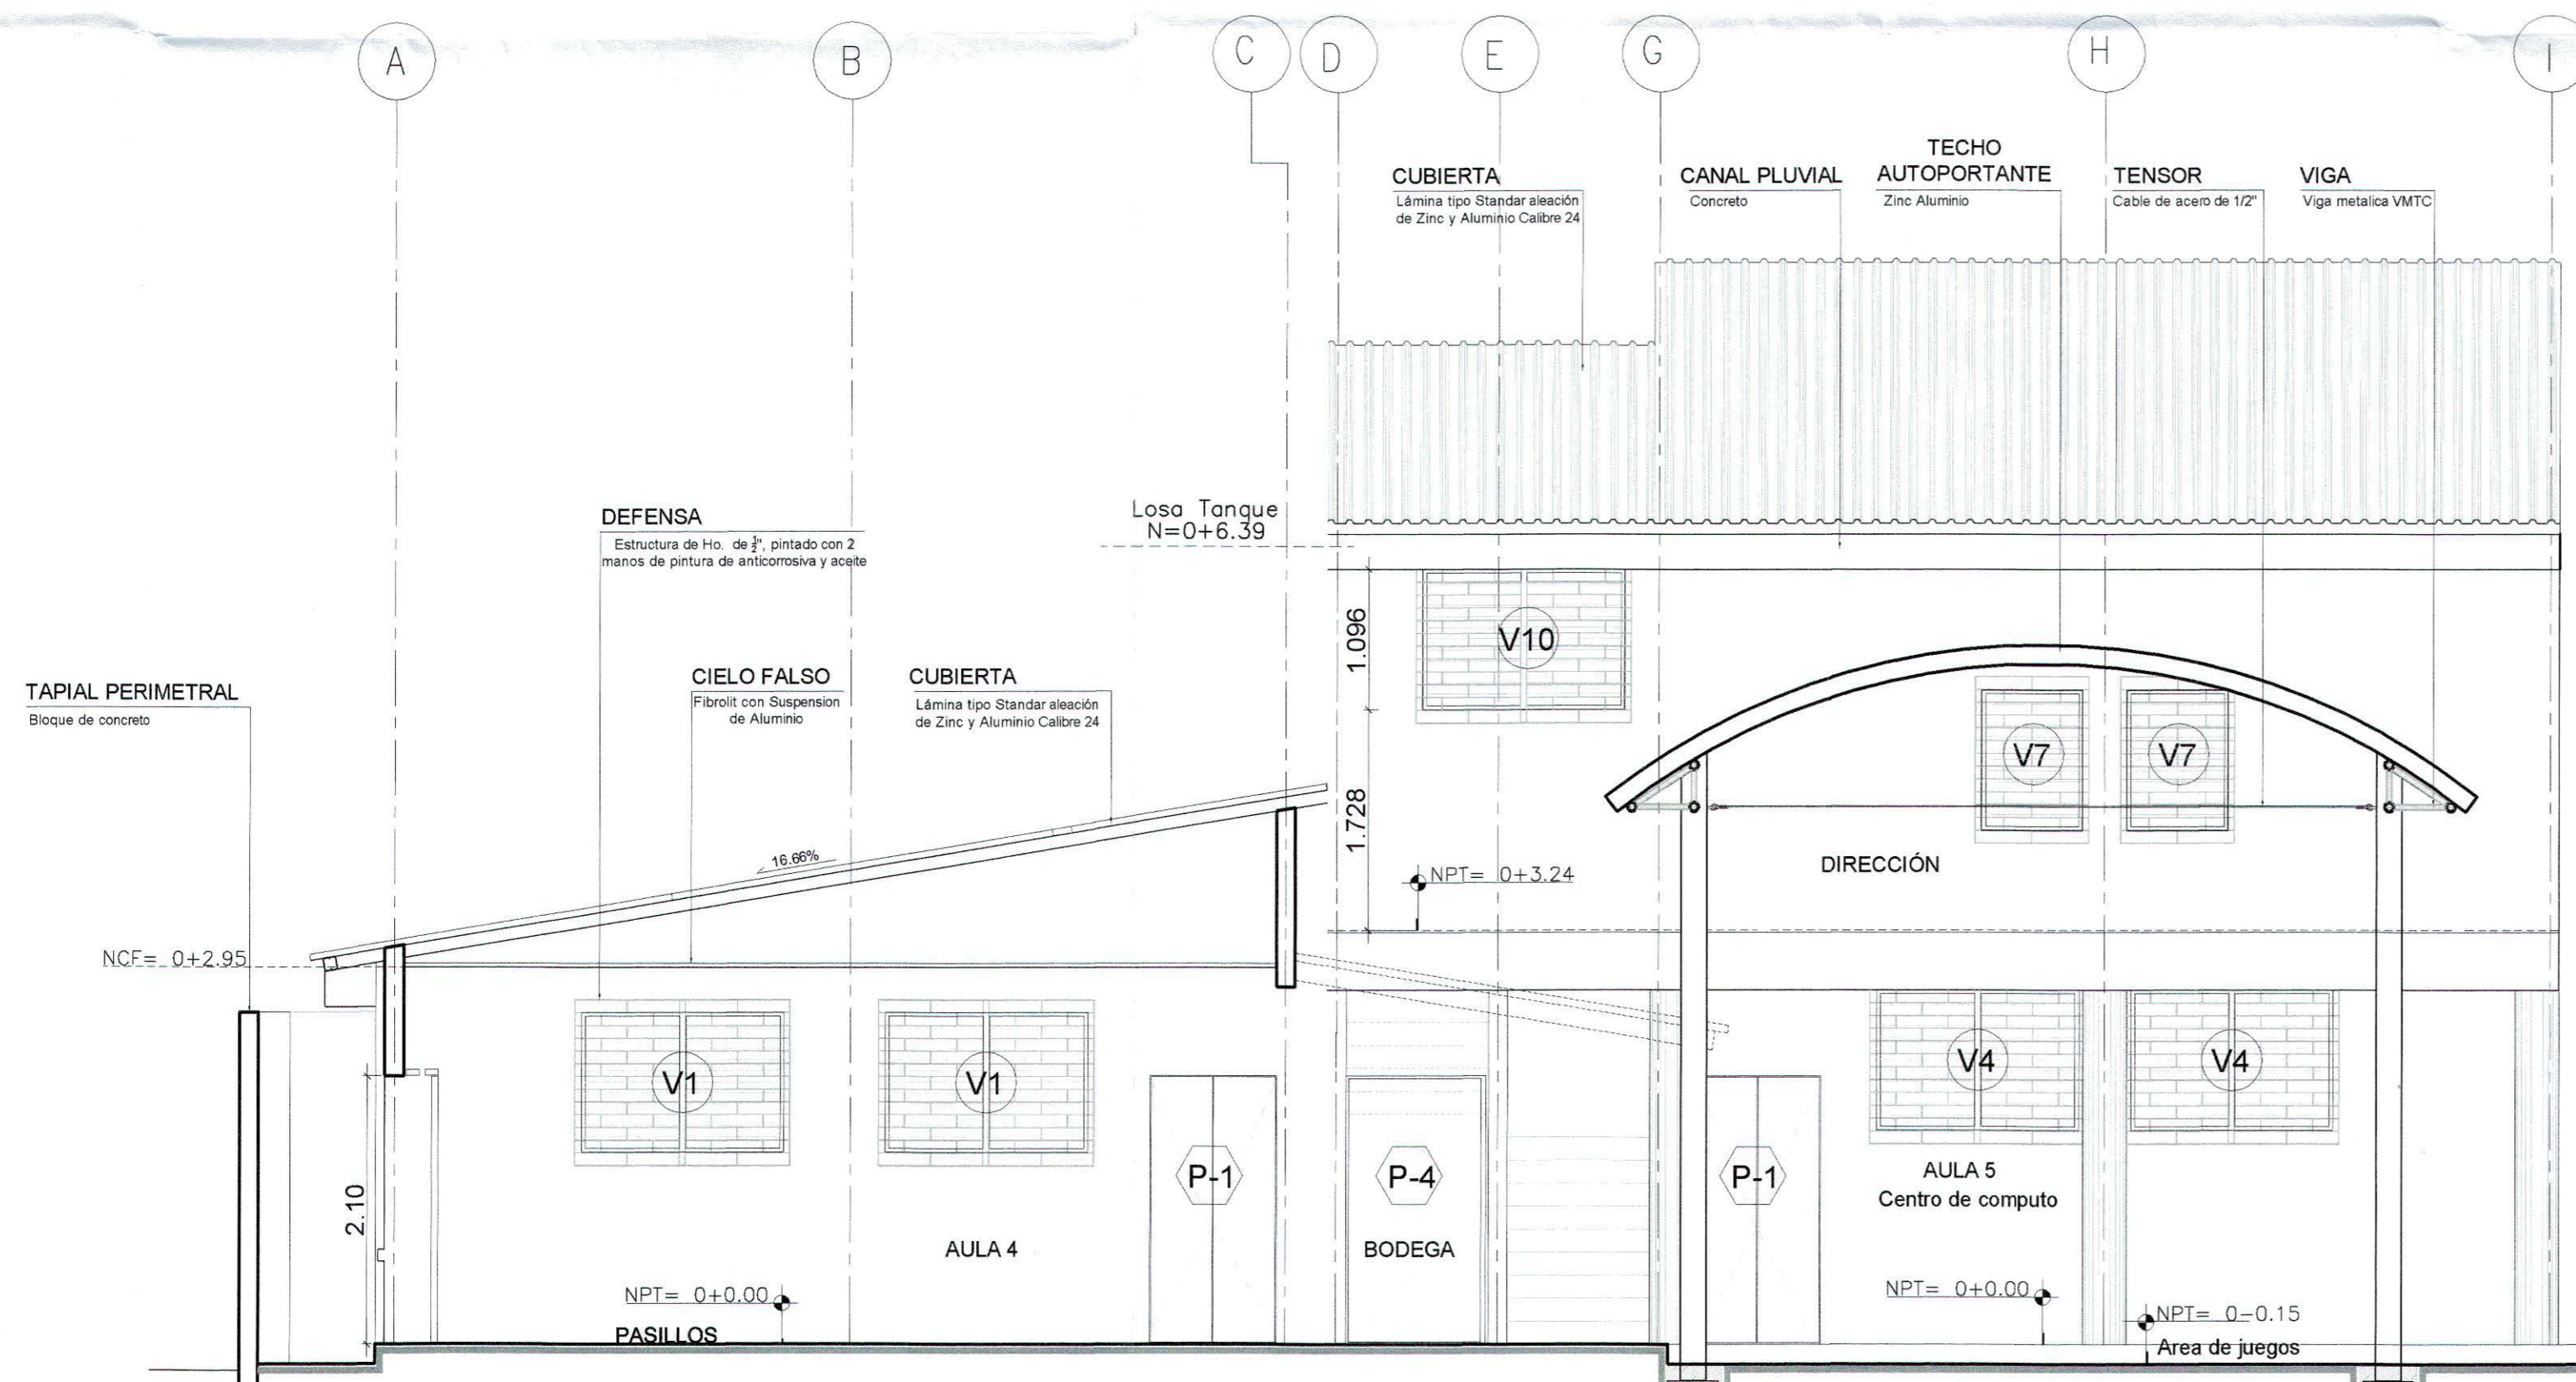 A
B
C
D
E
G
H
I
CUBIERTA
Lámina tipo Standar aleación
de Zinc y Aluminio Calibre 24
CANAL PLUVIAL
Concreto
TECHO
AUTOPORTANTE
Zinc Aluminio
TENSOR
Cable de acero de 1/2"
VIGA
Viga metalica VMTC
DEFENSA
Estructura de Ho. de ½", pintado con 2
manos de pintura de anticorrosiva y aceite
Losa Tanque
N=0+6.39
TAPIAL PERIMETRAL
Bloque de concreto
CIELO FALSO
Fibrolit con Suspension
de Aluminio
CUBIERTA
Lámina tipo Standar aleación
de Zinc y Aluminio Calibre 24
1.096
V10
V7
V7
1.728
16.66%
NPT= 0+3.24
DIRECCIÓN
NCF= 0+2.95
V1
V1
V4
V4
P-1
P-4
P-1
AULA 5
Centro de computo
2.10
AULA 4
BODEGA
NPT= 0+0.00
PASILLOS
NPT= 0+0.00
NPT= 0-0.15
Area de juegos